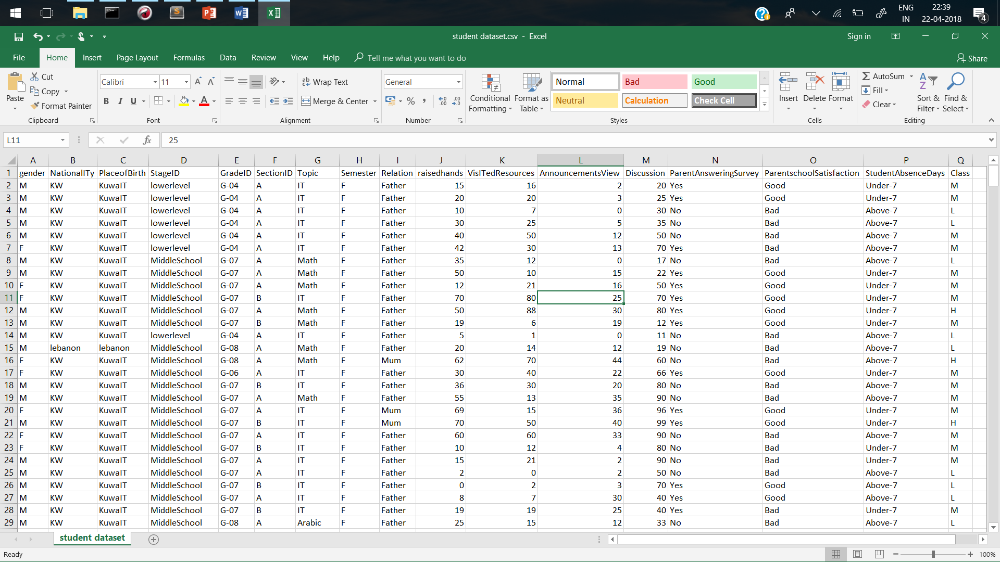 ENG 22:39
IN 22-04-2018 4
student dataset.csv - Excel Sign in
File Home Insert Page Layout Formulas Data Review View Help Tell me what you want to do Share
Cut Calibri 11 Wrap Text General Normal Bad Good AutoSum
Copy Paste Conditional Format as Insert Delete Format Fill Sort & Find &
Format Painter B I U Merge & Center % Formatting Table Neutral Calculation Check Cell Clear Filter Select
Clipboard Font Alignment Number Styles Cells Editing
L11 fx 25
A B C D E F G H I J K L M N O P Q
1 gender NationalITy PlaceofBirth StageID GradeID SectionID Topic Semester Relation raisedhands VisITedResources AnnouncementsView Discussion ParentAnsweringSurvey ParentschoolSatisfaction StudentAbsenceDays Class
2 M KW KuwaIT lowerlevel G-04 A IT F Father 15 16 2 20 Yes Good Under-7 M
3 M KW KuwaIT lowerlevel G-04 A IT F Father 20 20 3 25 Yes Good Under-7 M
4 M KW KuwaIT lowerlevel G-04 A IT F Father 10 7 0 30 No Bad Above-7 L
5 M KW KuwaIT lowerlevel G-04 A IT F Father 30 25 5 35 No Bad Above-7 L
6 M KW KuwaIT lowerlevel G-04 A IT F Father 40 50 12 50 No Bad Above-7 M
7 F KW KuwaIT lowerlevel G-04 A IT F Father 42 30 13 70 Yes Bad Above-7 M
8 M KW KuwaIT MiddleSchool G-07 A Math F Father 35 12 0 17 No Bad Above-7 L
9 M KW KuwaIT MiddleSchool G-07 A Math F Father 50 10 15 22 Yes Good Under-7 M
10 F KW KuwaIT MiddleSchool G-07 A Math F Father 12 21 16 50 Yes Good Under-7 M
11 F KW KuwaIT MiddleSchool G-07 B IT F Father 70 80 25 70 Yes Good Under-7 M
12 M KW KuwaIT MiddleSchool G-07 A Math F Father 50 88 30 80 Yes Good Under-7 H
13 M KW KuwaIT MiddleSchool G-07 B Math F Father 19 6 19 12 Yes Good Under-7 M
14 M KW KuwaIT lowerlevel G-04 A IT F Father 5 1 0 11 No Bad Above-7 L
15 M lebanon lebanon MiddleSchool G-08 A Math F Father 20 14 12 19 No Bad Above-7 L
16 F KW KuwaIT MiddleSchool G-08 A Math F Mum 62 70 44 60 No Bad Above-7 H
17 F KW KuwaIT MiddleSchool G-06 A IT F Father 30 40 22 66 Yes Good Under-7 M
18 M KW KuwaIT MiddleSchool G-07 B IT F Father 36 30 20 80 No Bad Above-7 M
19 M KW KuwaIT MiddleSchool G-07 A Math F Father 55 13 35 90 No Bad Above-7 M
20 F KW KuwaIT MiddleSchool G-07 A IT F Mum 69 15 36 96 Yes Good Under-7 M
21 M KW KuwaIT MiddleSchool G-07 B IT F Mum 70 50 40 99 Yes Good Under-7 H
22 F KW KuwaIT MiddleSchool G-07 A IT F Father 60 60 33 90 No Bad Above-7 M
23 F KW KuwaIT MiddleSchool G-07 B IT F Father 10 12 4 80 No Bad Under-7 M
24 M KW KuwaIT MiddleSchool G-07 A IT F Father 15 21 2 90 No Bad Under-7 M
25 M KW KuwaIT MiddleSchool G-07 A IT F Father 2 0 2 50 No Bad Above-7 L
26 M KW KuwaIT MiddleSchool G-07 B IT F Father 0 2 3 70 Yes Good Above-7 L
27 M KW KuwaIT MiddleSchool G-07 A IT F Father 8 7 30 40 Yes Good Above-7 L
28 M KW KuwaIT MiddleSchool G-07 B IT F Father 19 19 25 40 Yes Bad Under-7 M
29 M KW KuwaIT MiddleSchool G-08 A Arabic F Father 25 15 12 33 No Bad Above-7 L
student dataset
Ready 100%